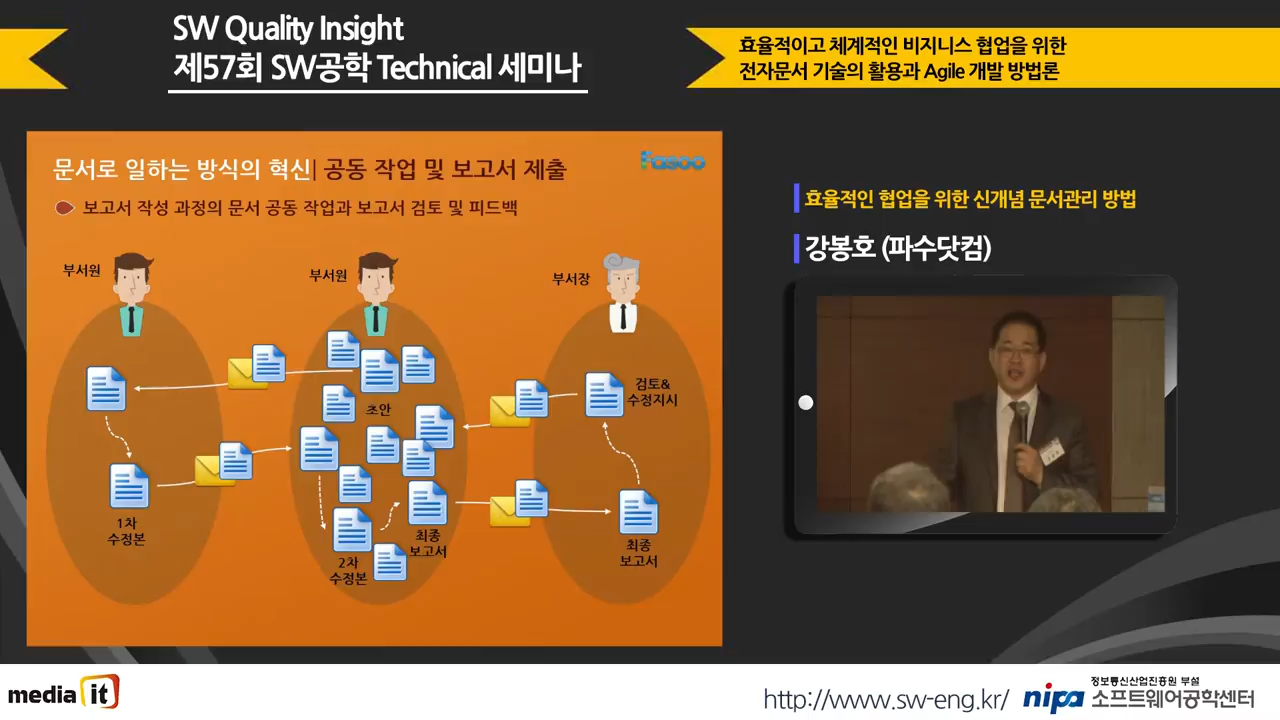 SW Quality Insight
제57회 SW공학 Technical 세미나
효율적이고 체계적인 비지니스 협업을 위한
전자문서 기술의 활용과 Agile 개발 방법론
문서로 일하는 방식의 혁신| 공동 작업 및 보고서 제출
Fasoo
보고서 작성 과정의 문서 공동 작업과 보고서 검토 및 피드백
부서원
부서원
부서장
초안
검토&
수정지시
1차
수정본
2차
수정본
최종
보고서
최종
보고서
효율적인 협업을 위한 신개념 문서관리 방법
강봉호 (파수닷컴)
media it
http://www.sw-eng.kr/
nipa
정보통신산업진흥원 부설
소프트웨어공학센터